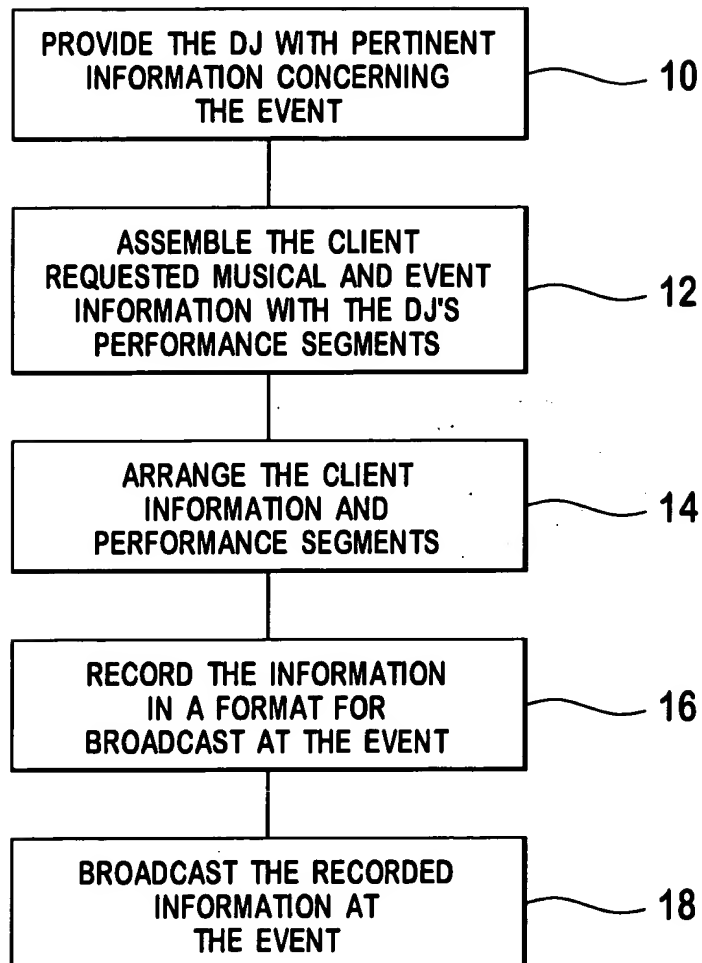 PROVIDE THE DJ WITH PERTINENT
INFORMATION CONCERNING
THE EVENT
10
ASSEMBLE THE CLIENT
REQUESTED MUSICAL AND EVENT
INFORMATION WITH THE DJ'S
PERFORMANCE SEGMENTS
12
ARRANGE THE CLIENT
INFORMATION AND
PERFORMANCE SEGMENTS
14
RECORD THE INFORMATION
IN A FORMAT FOR
BROADCAST AT THE EVENT
16
BROADCAST THE RECORDED
INFORMATION AT
THE EVENT
18